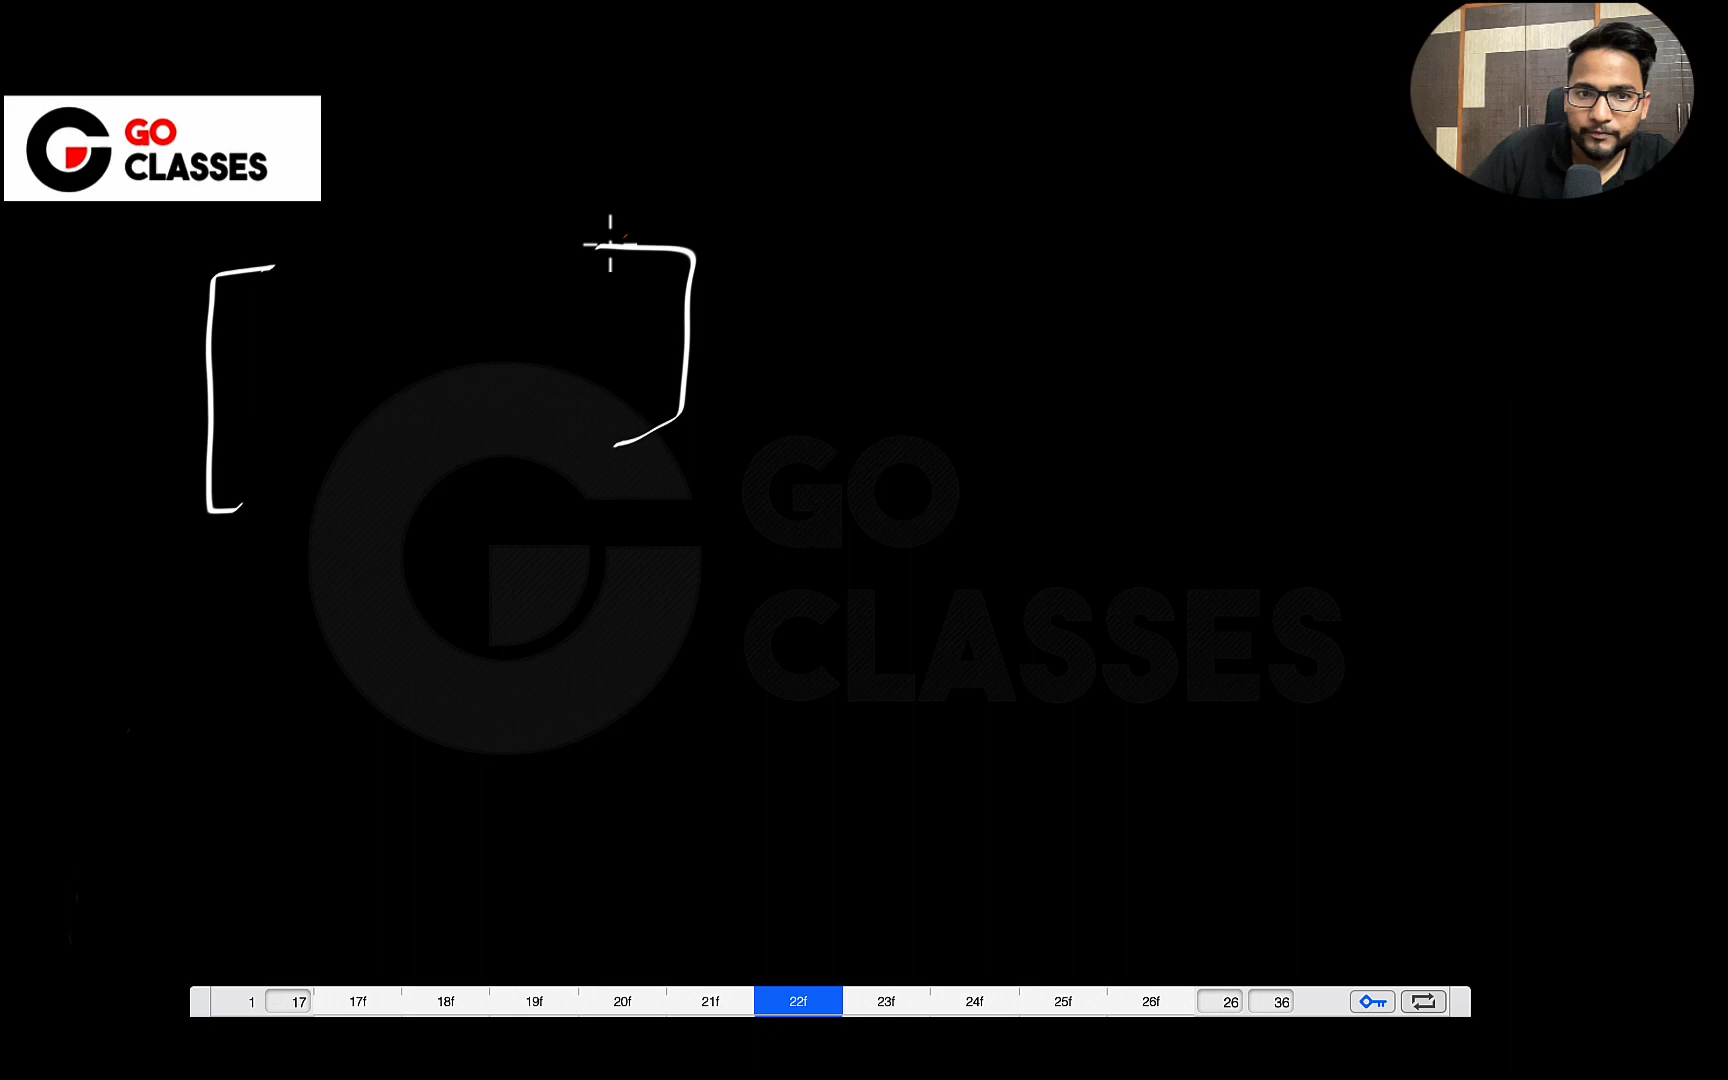 GO
CLASSES
GO
CLASSES
1 17 17f 18f 19f 20f 21f 22f 23f 24f 25f 26f 26 36